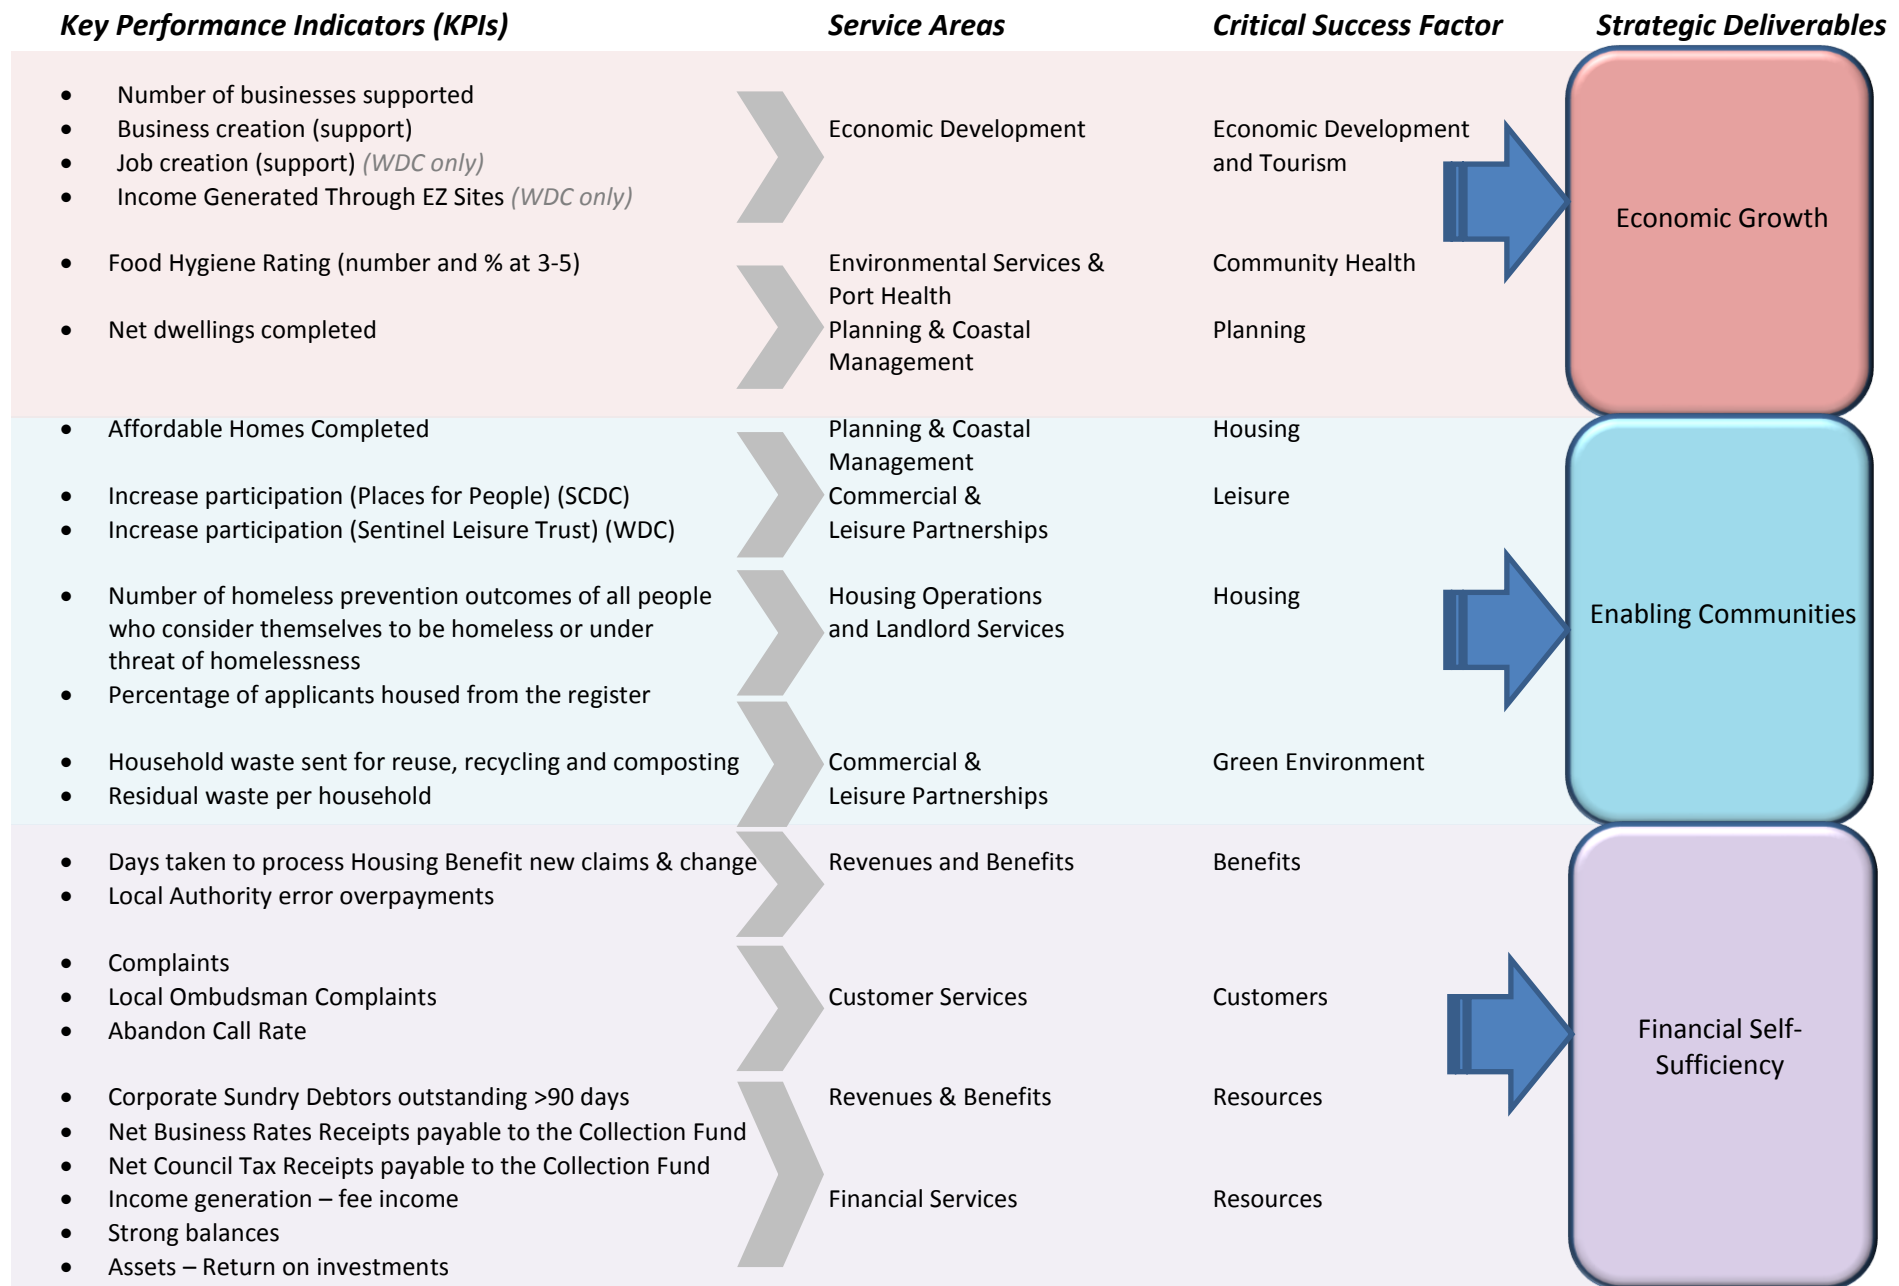 Key Performance Indicators (KPIs) Service Areas Critical Success Factor Strategic Deliverables
• Number of businesses supported
• Business creation (support) Economic Development Economic Development
• Job creation (support) (WDC only) and Tourism
• Income Generated Through EZ Sites (WDC only)
Economic Growth
• Food Hygiene Rating (number and % at 3-5) Environmental Services & Community Health
Port Health
• Net dwellings completed Planning & Coastal Planning
Management
• Affordable Homes Completed Planning & Coastal Housing
Management
• Increase participation (Places for People) (SCDC) Commercial & Leisure
• Increase participation (Sentinel Leisure Trust) (WDC) Leisure Partnerships
• Number of homeless prevention outcomes of all people Housing Operations Housing
Enabling Communities
who consider themselves to be homeless or under and Landlord Services
threat of homelessness
• Percentage of applicants housed from the register
• Household waste sent for reuse, recycling and composting Commercial & Green Environment
• Residual waste per household Leisure Partnerships
• Days taken to process Housing Benefit new claims & change Revenues and Benefits Benefits
• Local Authority error overpayments
• Complaints
• Local Ombudsman Complaints Customer Services Customers
• Abandon Call Rate Financial Self-
Sufficiency
• Corporate Sundry Debtors outstanding >90 days Revenues & Benefits Resources
• Net Business Rates Receipts payable to the Collection Fund
• Net Council Tax Receipts payable to the Collection Fund
• Income generation – fee income Financial Services Resources
• Strong balances
• Assets – Return on investments